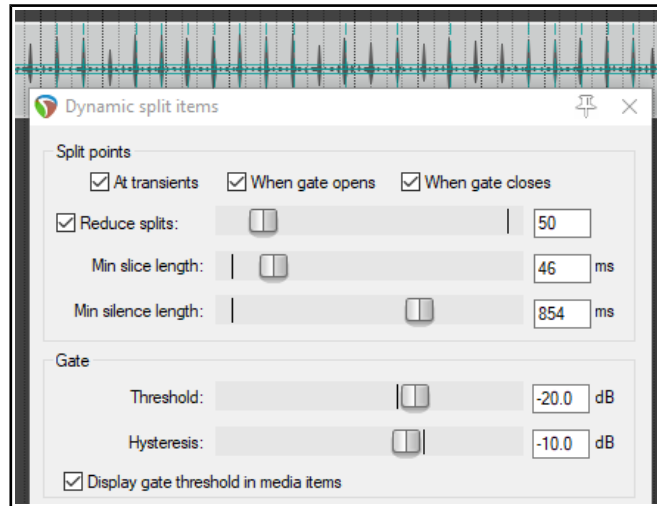 Dynamic split items
Split points
At transients When gate opens When gate closes
Reduce splits: 50
Min slice length: 46 ms
Min silence length: 854 ms
Gate
Threshold: -20.0 dB
Hysteresis: -10.0 dB
Display gate threshold in media items